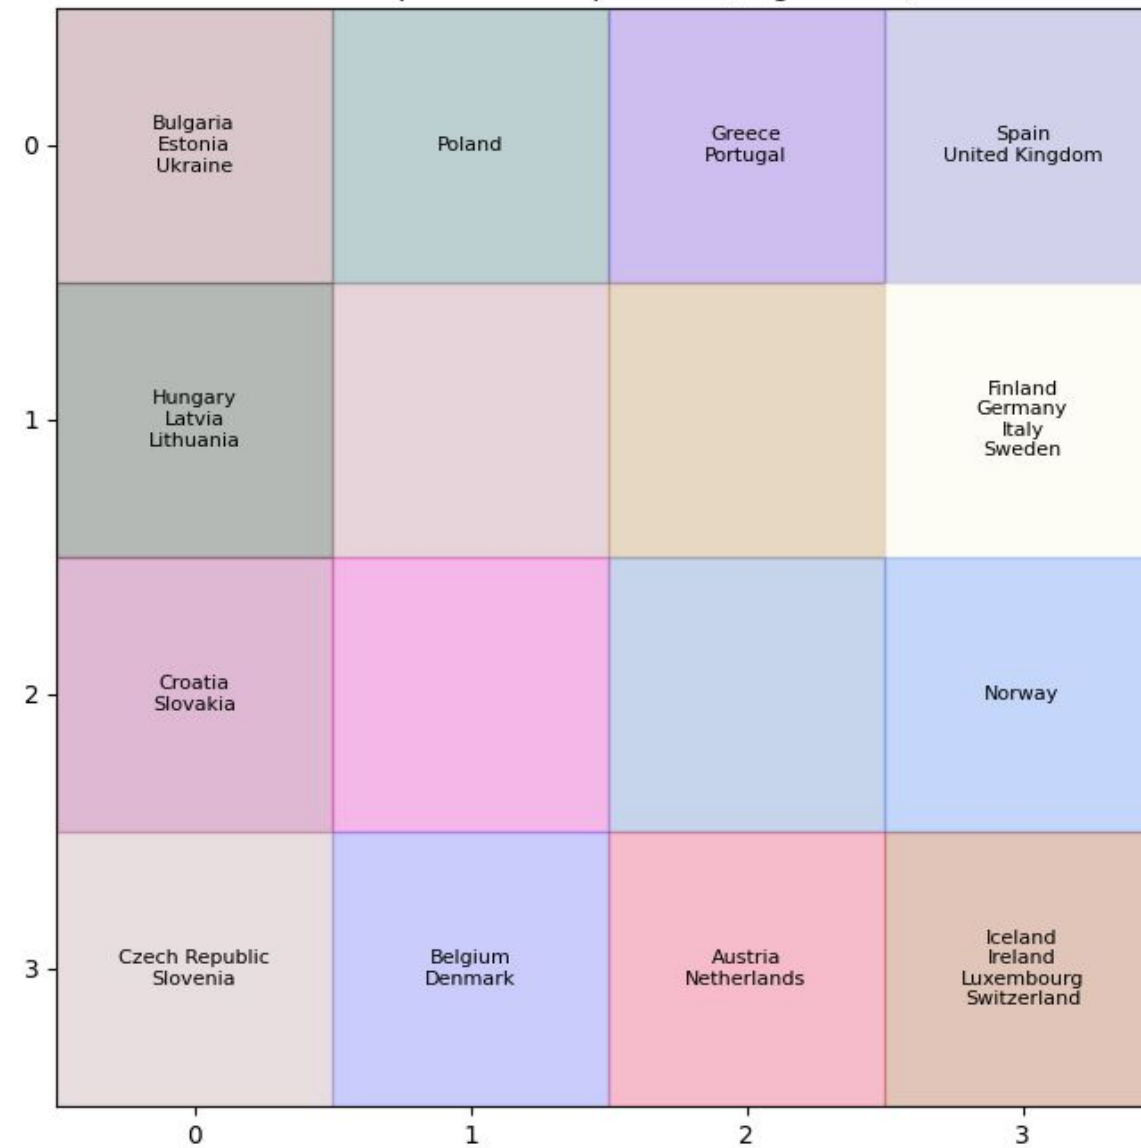 0
Bulgaria
Estonia
Ukraine
Poland
Greece
Portugal
Spain
United Kingdom
1
Hungary
Latvia
Lithuania
Finland
Germany
Italy
Sweden
2
Croatia
Slovakia
Norway
3
Czech Republic
Slovenia
Belgium
Denmark
Austria
Netherlands
Iceland
Ireland
Luxembourg
Switzerland
0
1
2
3